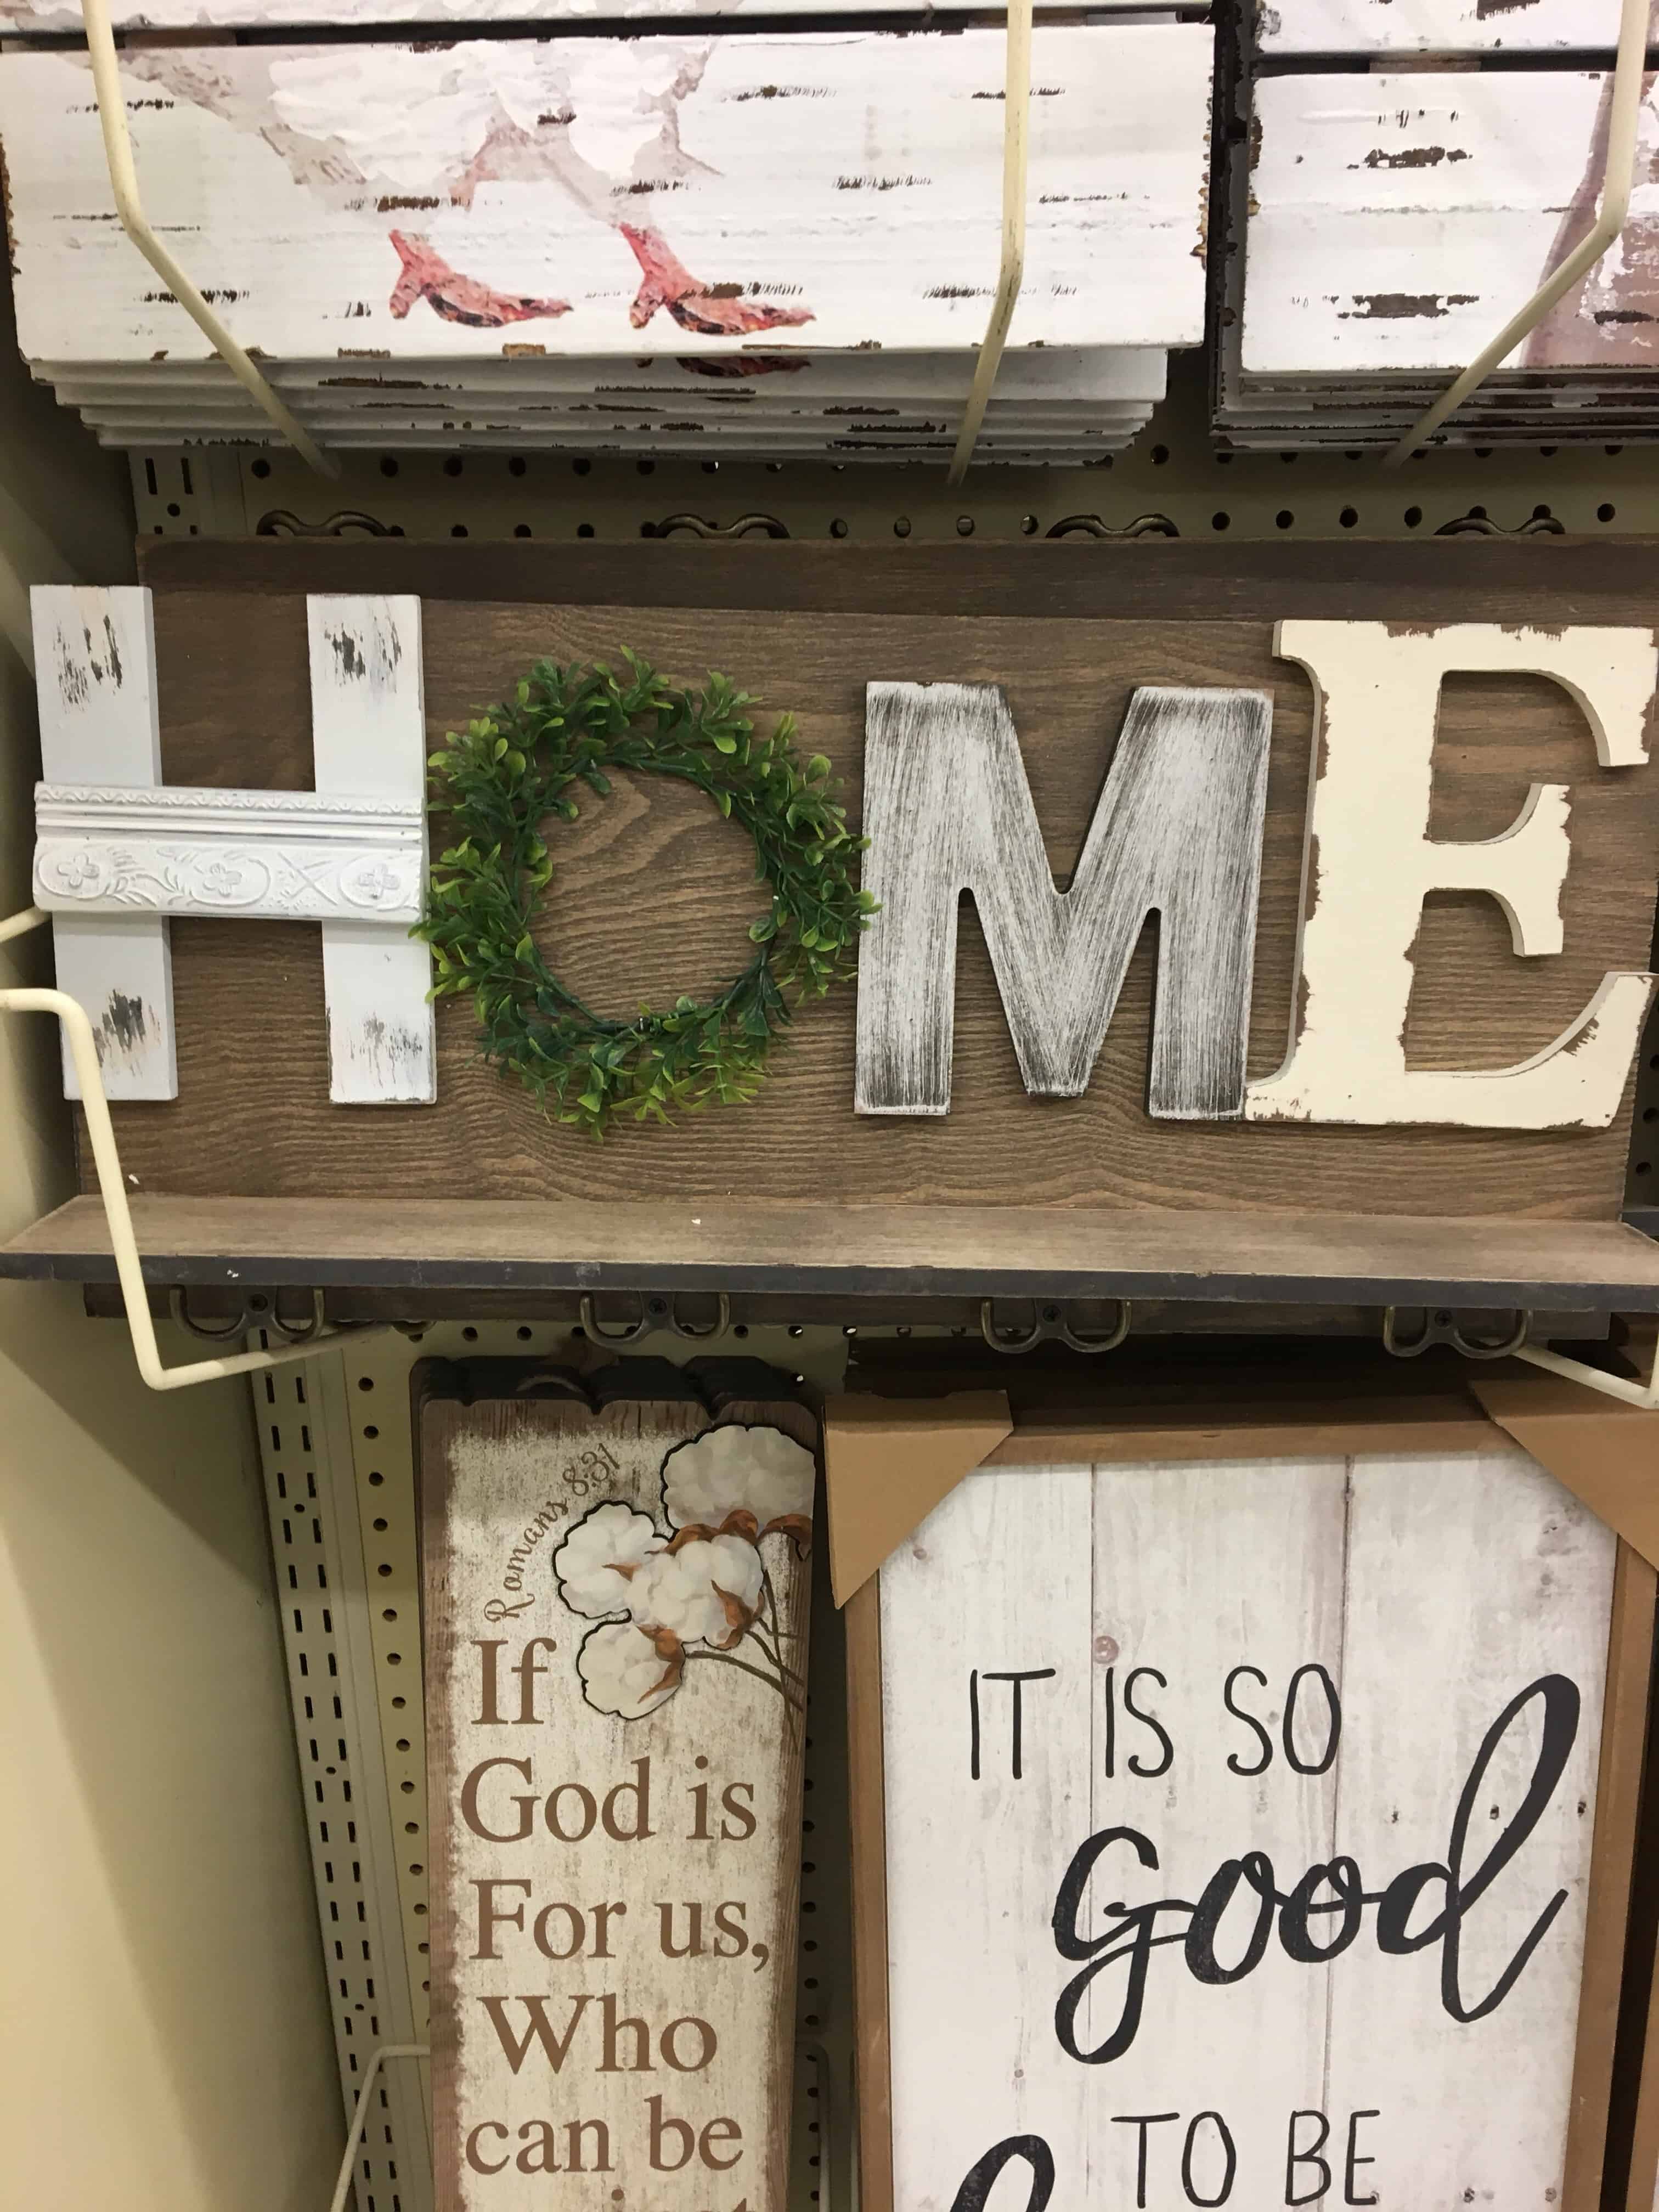 HOME
Romans 8:31
If
God is
For us,
Who
can be
IT IS SO
good
TO BE